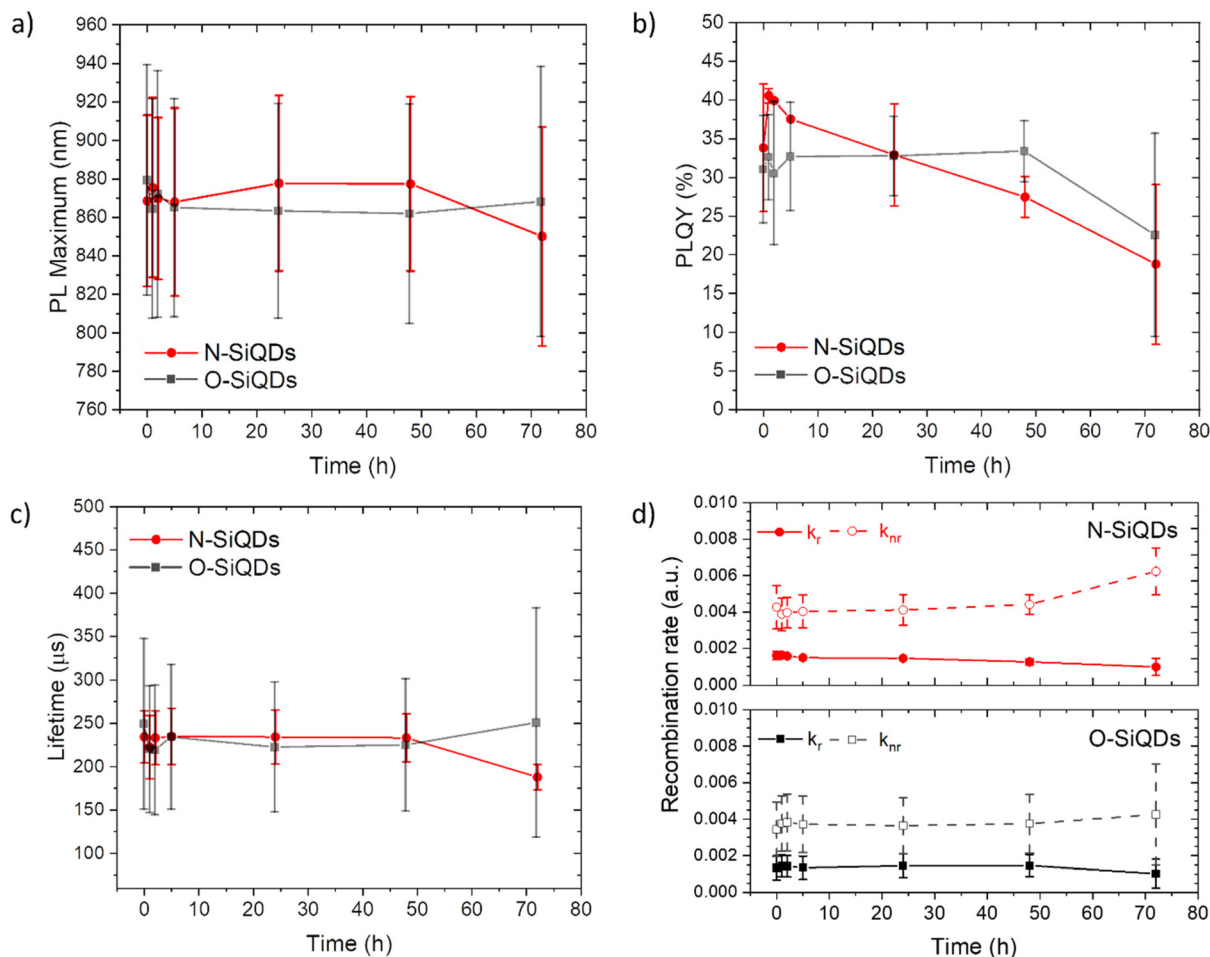 a)
960
940
920
900
880
860
840
820
800
780
760
PL Maximum (nm)
N-SiQDs
O-SiQDs
0 10 20 30 40 50 60 70 80
Time (h)
b)
50
45
40
35
30
25
20
15
10
5
0
PLQY (%)
N-SiQDs
O-SiQDs
0 10 20 30 40 50 60 70 80
Time (h)
c)
500
450
400
350
300
250
200
150
100
Lifetime (µs)
N-SiQDs
O-SiQDs
0 10 20 30 40 50 60 70 80
Time (h)
d)
0.010
0.008
0.006
0.004
0.002
0.000
kr knr N-SiQDs
Recombination rate (a.u.)
0.010
0.008
0.006
0.004
0.002
0.000
kr knr O-SiQDs
0 10 20 30 40 50 60 70 80
Time (h)